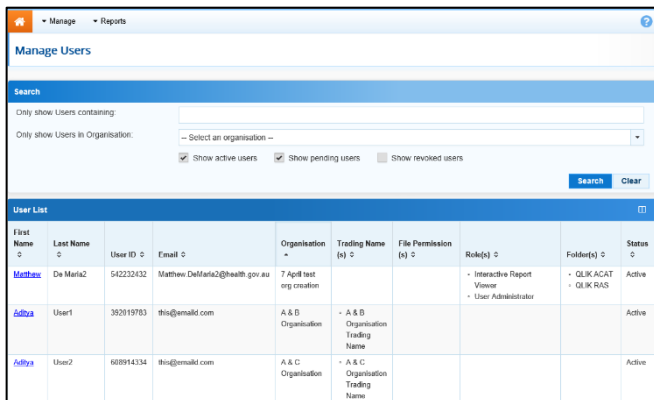 Manage Reports
Manage Users
Search
Only show Users containing:
Only show Users in Organisation: -- Select an organisation --
Show active users Show pending users Show revoked users
Search Clear
User List
First Name Last Name User ID Email Organisation Trading Name (s) File Permission (s) Role(s) Folder(s) Status
Matthew De Maria2 542232432 Matthew.DeMaria2@health.gov.au 7 April test org creation • Interactive Report Viewer • User Administrator • QLIK ACAT • QLIK RAS Active
Aditya User1 392019783 this@emaild.com A & B Organisation • A & B Organisation Trading Name Active
Aditya User2 608914334 this@emaild.com A & C Organisation • A & C Organisation Trading Name Active